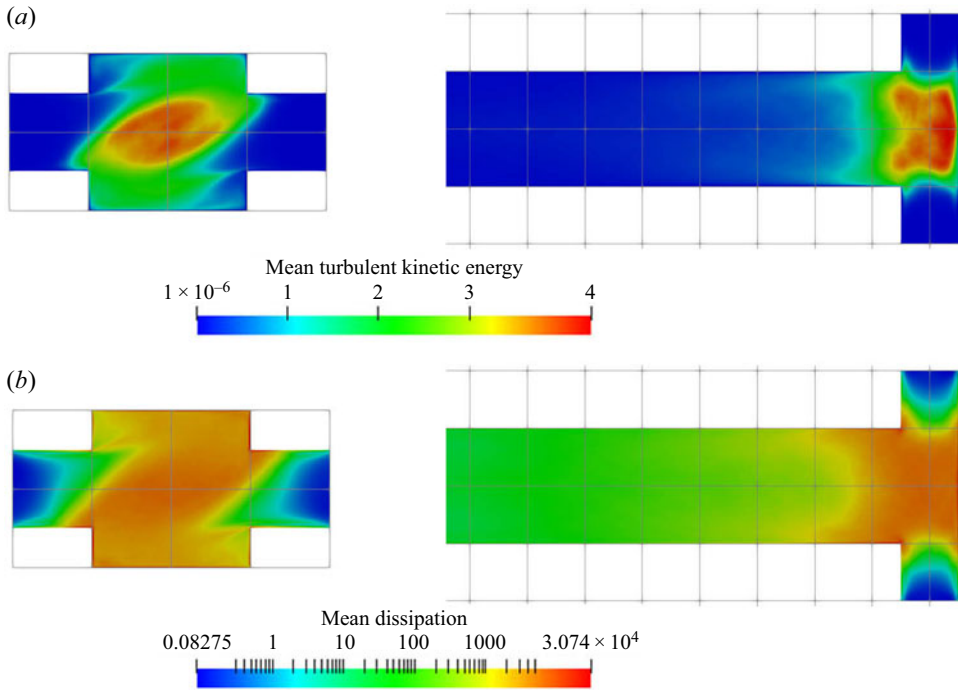 (a)
Mean turbulent kinetic energy
1 × 10⁻⁶ 1 2 3 4
(b)
Mean dissipation
0.08275 1 10 100 1000 3.074 × 10⁴